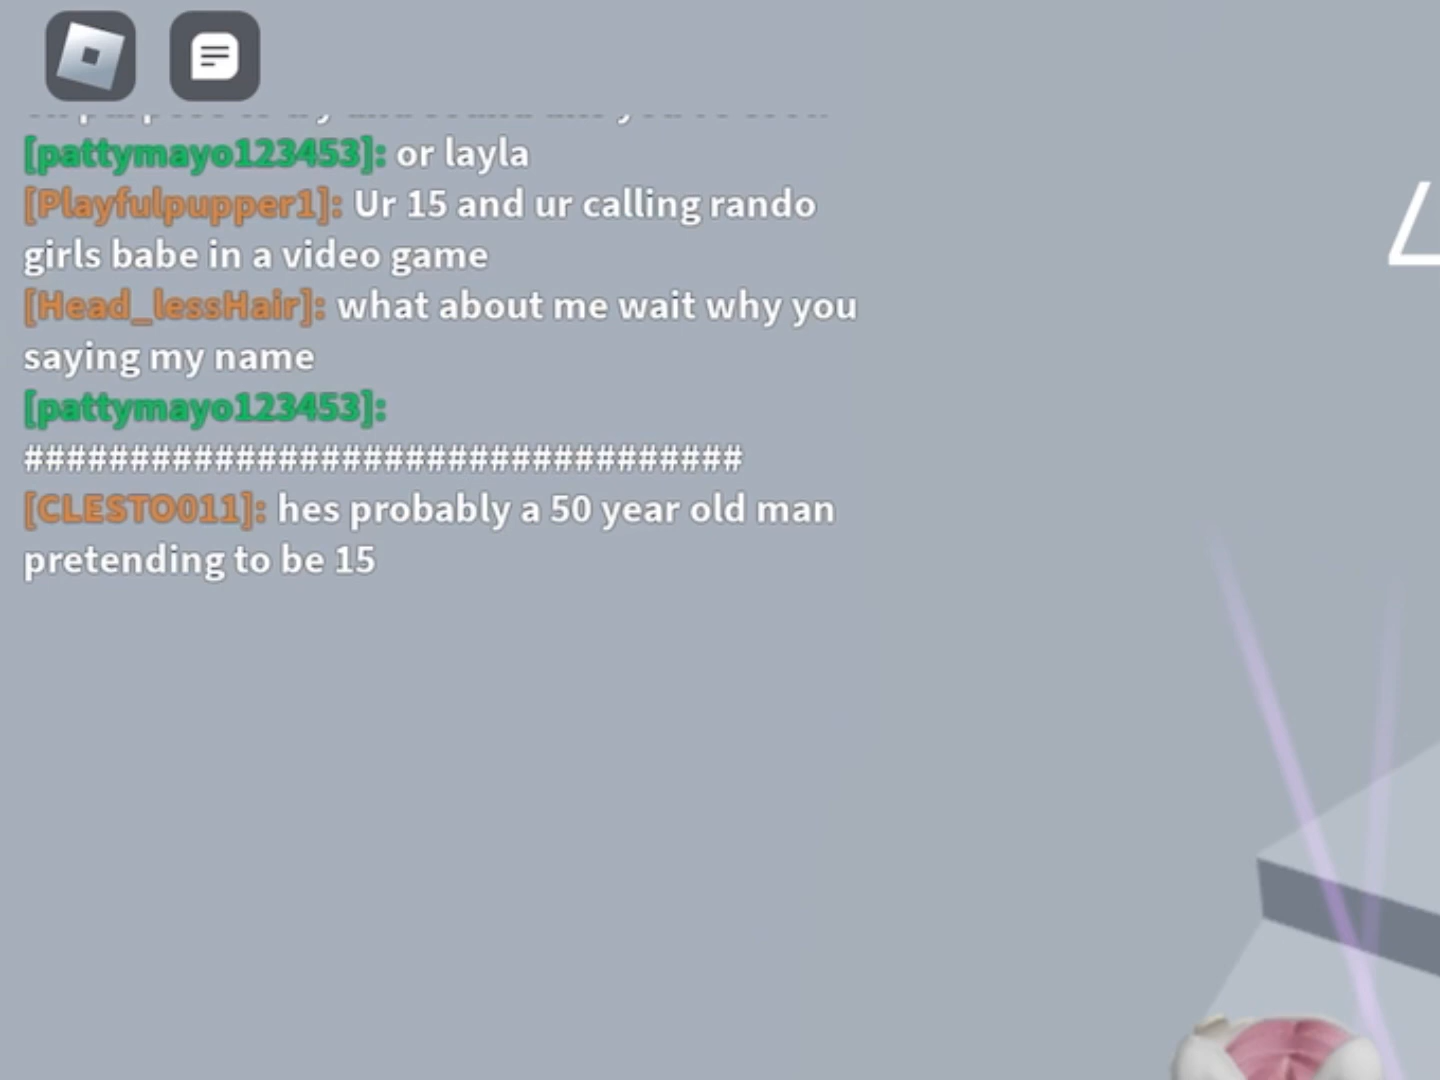 [pattymayo123453]: or layla
[Playfulpupper1]: Ur 15 and ur calling rando
girls babe in a video game
[Head_lessHair]: what about me wait why you
saying my name
[pattymayo123453]:
##################################
[CLESTO011]: hes probably a 50 year old man
pretending to be 15